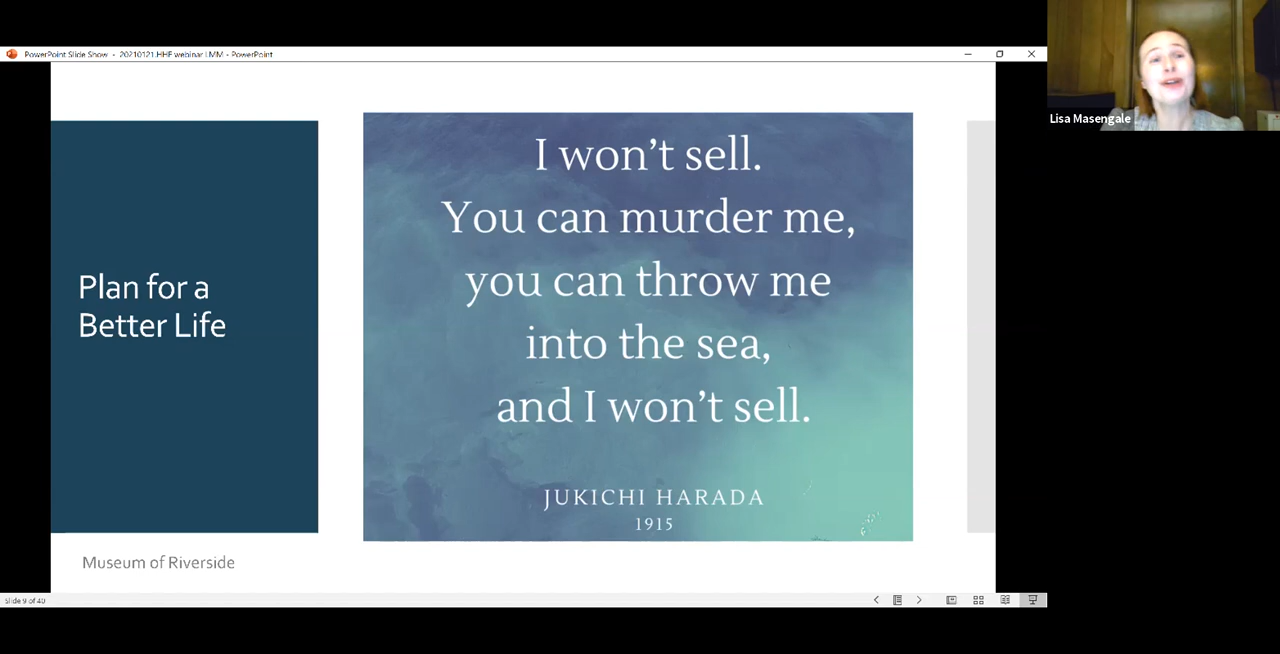 PowerPoint Slide Show - 20210121.HHF webinar LMM - PowerPoint
Lisa Masengale
Plan for a
Better Life
I won't sell.
You can murder me,
you can throw me
into the sea,
and I won't sell.
JUKICHI HARADA
1915
Museum of Riverside
Slide 9 of 40